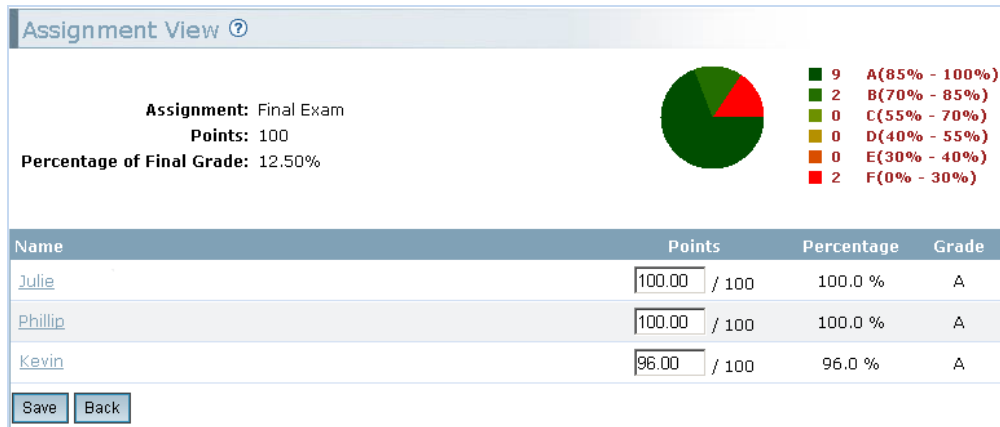 Assignment View ?
Assignment: Final Exam
Points: 100
Percentage of Final Grade: 12.50%
9 A(85% - 100%)
2 B(70% - 85%)
0 C(55% - 70%)
0 D(40% - 55%)
0 E(30% - 40%)
2 F(0% - 30%)
Name Points Percentage Grade
Julie 100.00 / 100 100.0 % A
Phillip 100.00 / 100 100.0 % A
Kevin 96.00 / 100 96.0 % A
Save Back